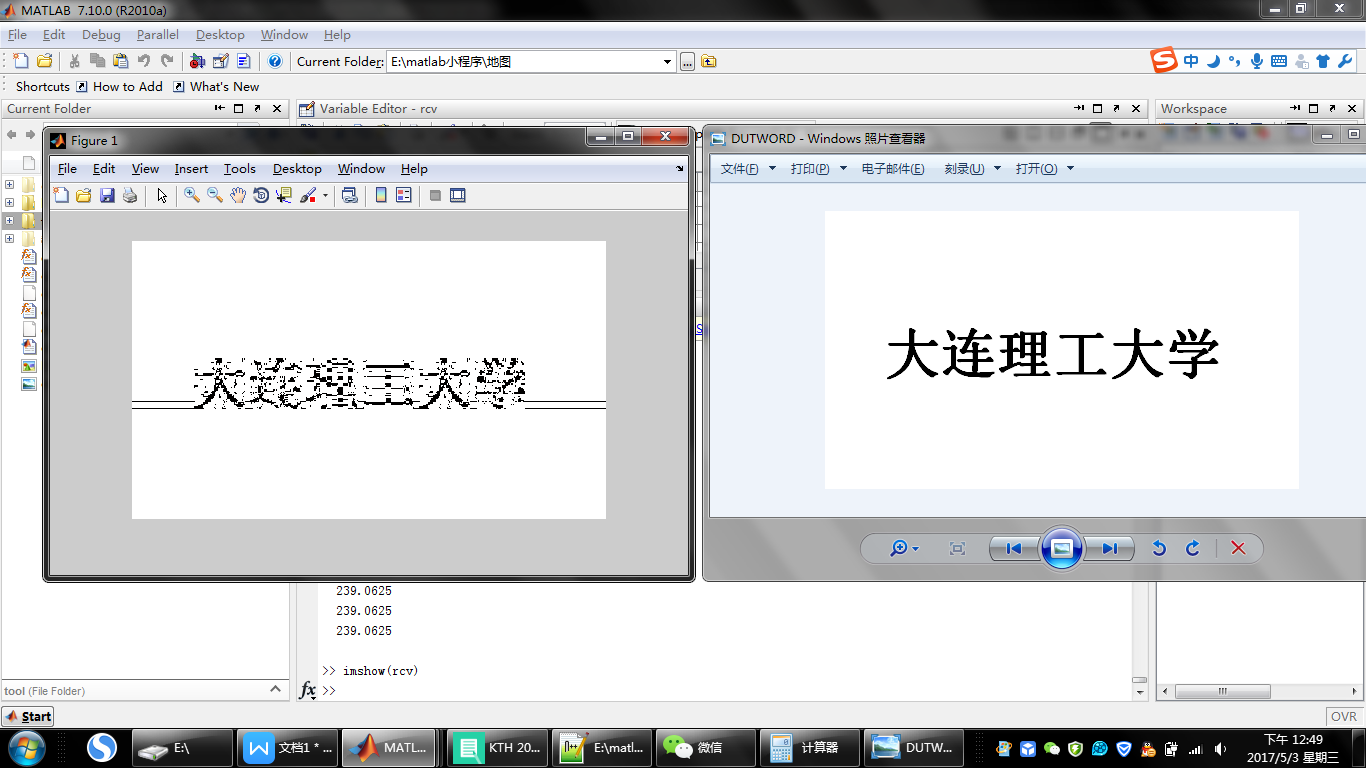 MATLAB 7.10.0 (R2010a)
File Edit Debug Parallel Desktop Window Help
Current Folder: E:\matlab小程序\地图
中
Shortcuts How to Add What's New
Current Folder
Variable Editor - rcv
Workspace
Figure 1
File Edit View Insert Tools Desktop Window Help
DUTWORD - Windows 照片查看器
文件(F) 打印(P) 电子邮件(E) 刻录(U) 打开(O)
大连理工大学
239.0625
239.0625
239.0625
>> imshow(rcv)
fx >>
tool (File Folder)
Start
OVR
E:\
文档1 * ...
MATL...
KTH 20...
E:\matl...
微信
计算器
DUTW...
下午 12:49
2017/5/3 星期三